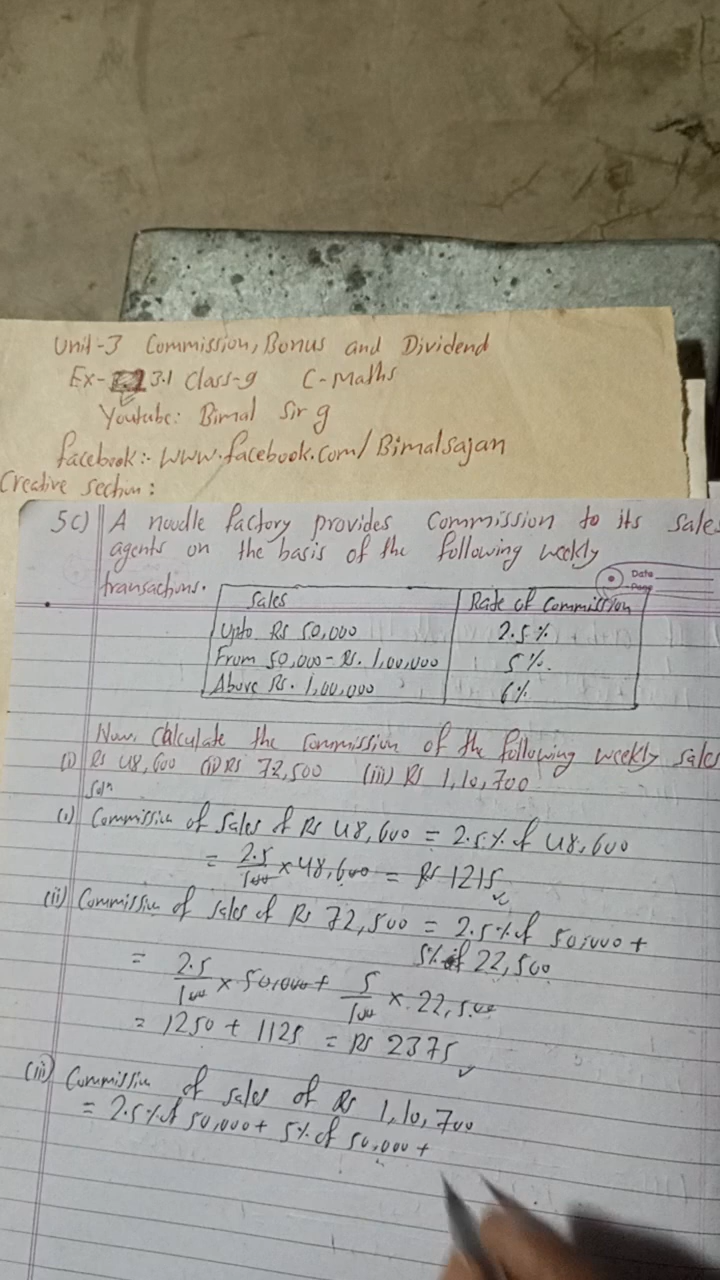 Unit-3 Commission, Bonus and Dividend
Ex- 3.1 Class-9 C-Maths
Youtube: Bimal Sir g
facebook:- www.facebook.com/Bimalsajan
Creative section:
5c) A noodle factory provides Commission to its sales
agents on the basis of the following weekly
transactions.
Date
Page
Sales Rate of Commission
Upto Rs 50,000 2.5%
From 50,000 - Rs. 1,00,000 5%.
Above Rs. 1,00,000 6%
Now, Calculate the Commission of the following weekly sales
(i) Rs 48,600 (ii) Rs 72,500 (iii) Rs 1,10,700
Soln
(i) Commission of Sales of Rs 48,600 = 2.5% of 48,600
= 2.5/100 × 48,600 = Rs 1215
(ii) Commission of sales of Rs 72,500 = 2.5% of 50,000 +
5% of 22,500
= 2.5/100 × 50,000 + 5/100 × 22,500
= 1250 + 1125 = Rs 2375
(iii) Commission of sales of Rs 1,10,700
= 2.5% of 50,000 + 5% of 50,000 +